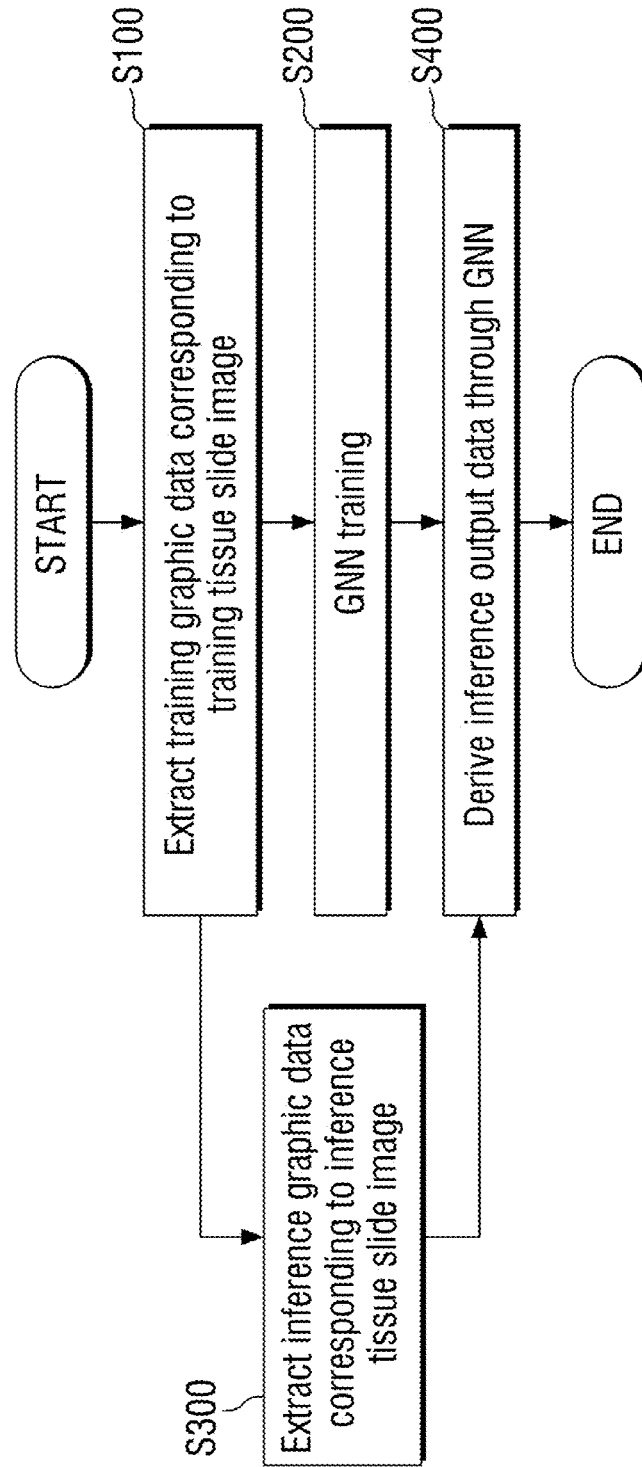 START
S100
Extract training graphic data corresponding to
training tissue slide image
S300
Extract inference graphic data
corresponding to inference
tissue slide image
S200
GNN training
S400
Derive inference output data through GNN
END